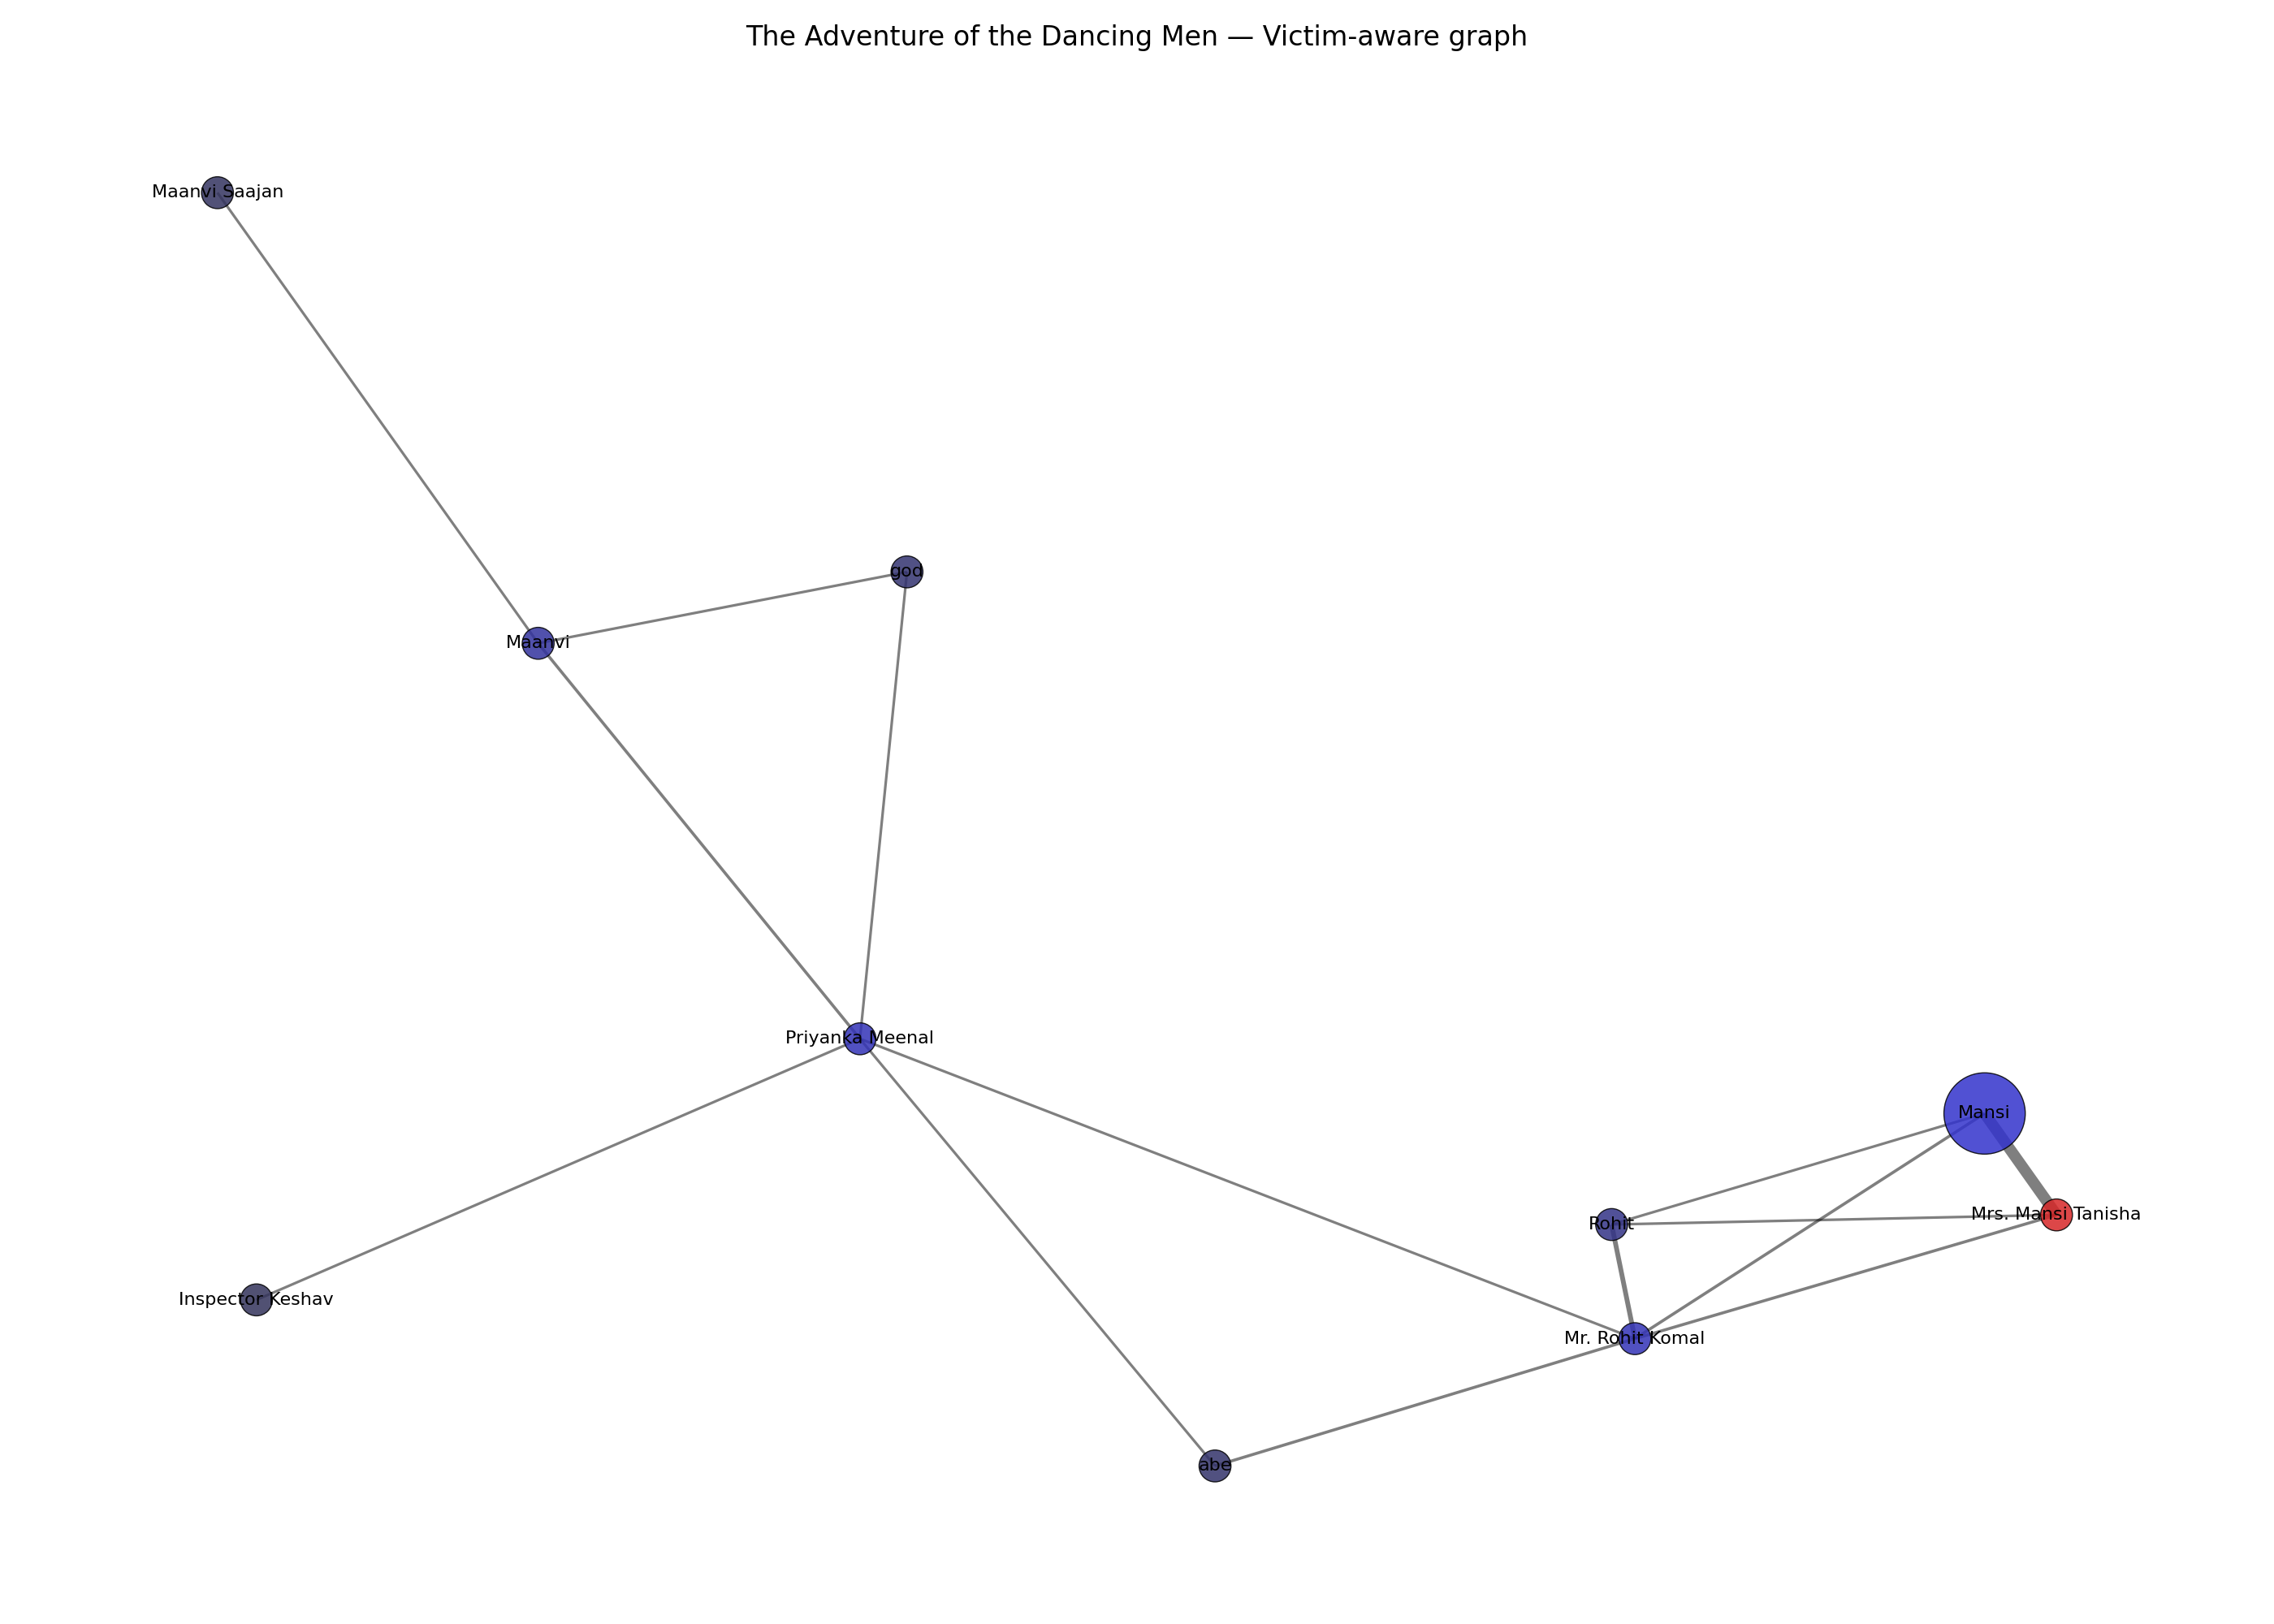 The Adventure of the Dancing Men — Victim-aware graph
Maanvi Saajan
god
Maanvi
Priyanka Meenal
Mansi
Mrs. Mansi Tanisha
Rohit
Inspector Keshav
Mr. Rohit Komal
abe